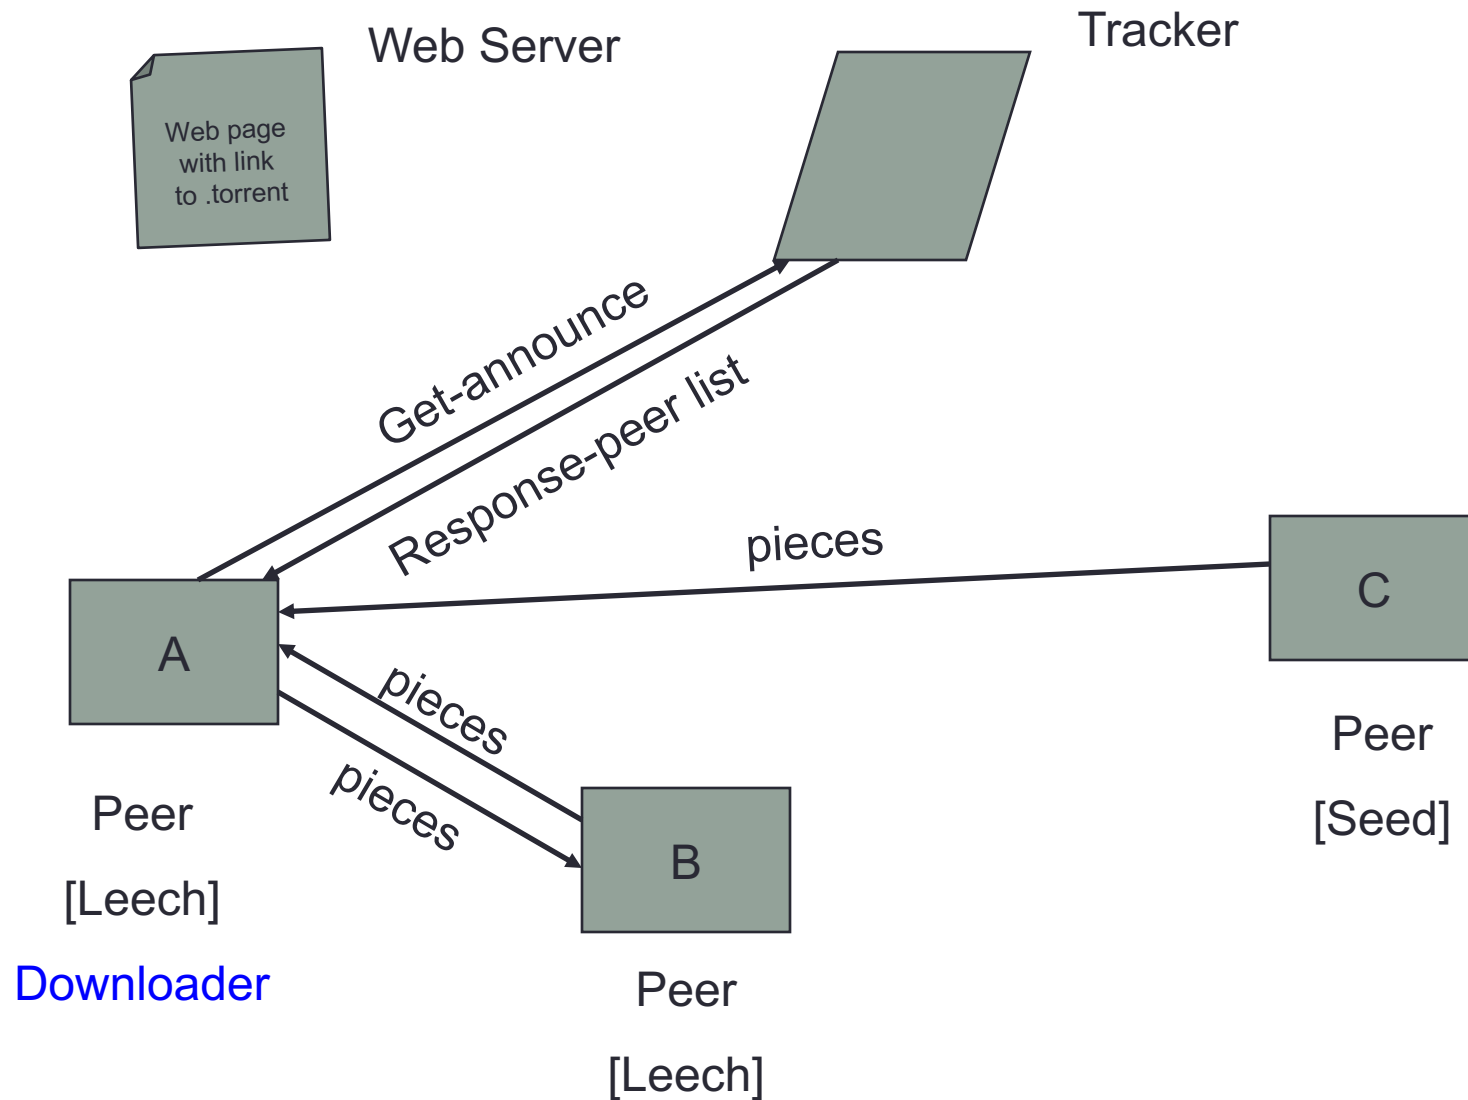 Web Server
Tracker
Web page
with link
to .torrent
Get-announce
Response-peer list
pieces
C
A
pieces
pieces
Peer
[Seed]
Peer
[Leech]
Downloader
B
Peer
[Leech]